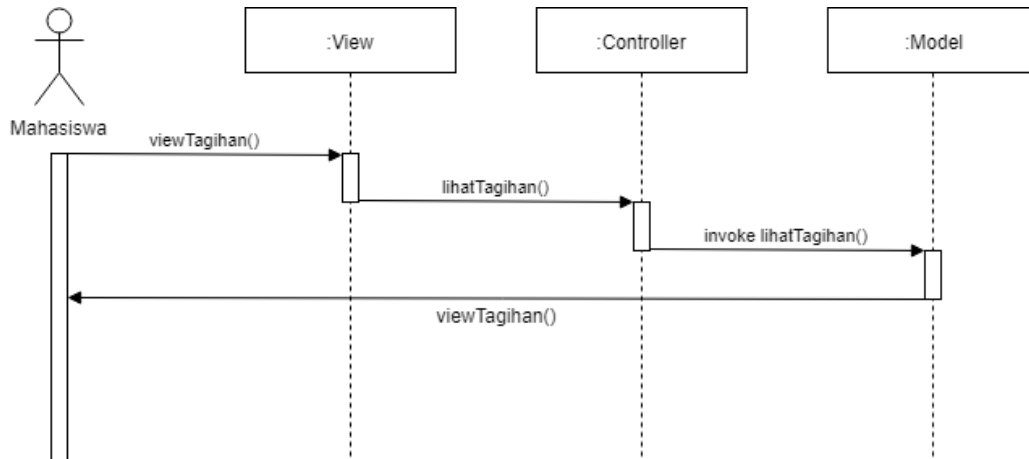 :View
:Controller
:Model
Mahasiswa
viewTagihan()
lihatTagihan()
invoke lihatTagihan()
viewTagihan()